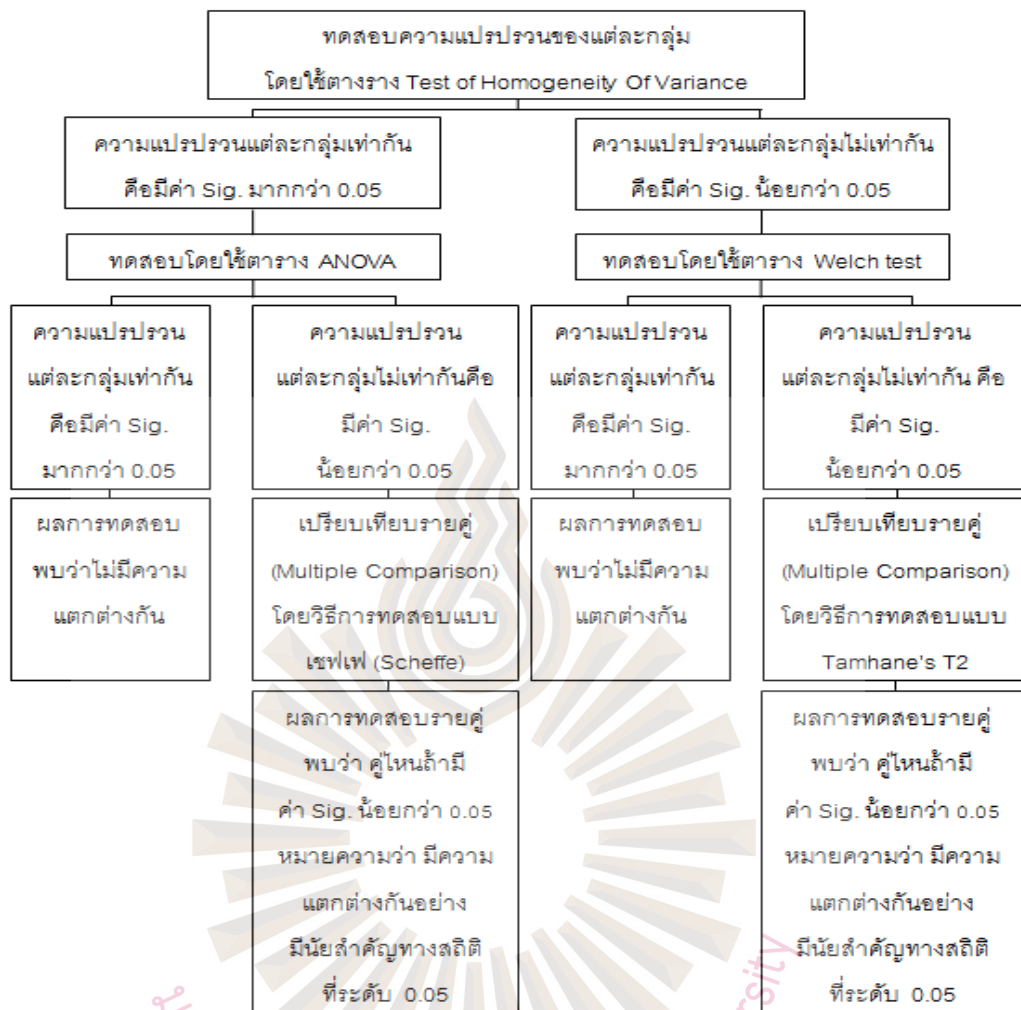 ทดสอบความแปรปรวนของแต่ละกลุ่ม
โดยใช้ตางราง Test of Homogeneity Of Variance
ความแปรปรวนแต่ละกลุ่มเท่ากัน
คือมีค่า Sig. มากกว่า 0.05
ความแปรปรวนแต่ละกลุ่มไม่เท่ากัน
คือมีค่า Sig. น้อยกว่า 0.05
ทดสอบโดยใช้ตาราง ANOVA
ทดสอบโดยใช้ตาราง Welch test
ความแปรปรวน
แต่ละกลุ่มเท่ากัน
คือมีค่า Sig.
มากกว่า 0.05
ความแปรปรวน
แต่ละกลุ่มไม่เท่ากันคือ
มีค่า Sig.
น้อยกว่า 0.05
ความแปรปรวน
แต่ละกลุ่มเท่ากัน
คือมีค่า Sig.
มากกว่า 0.05
ความแปรปรวน
แต่ละกลุ่มไม่เท่ากัน คือ
มีค่า Sig.
น้อยกว่า 0.05
ผลการทดสอบ
พบว่าไม่มีความ
แตกต่างกัน
เปรียบเทียบรายคู่
(Multiple Comparison)
โดยวิธีการทดสอบแบบ
เชฟเฟ (Scheffe)
ผลการทดสอบ
พบว่าไม่มีความ
แตกต่างกัน
เปรียบเทียบรายคู่
(Multiple Comparison)
โดยวิธีการทดสอบแบบ
Tamhane's T2
ผลการทดสอบรายคู่
พบว่า คู่ไหนถ้ามี
ค่า Sig. น้อยกว่า 0.05
หมายความว่า มีความ
แตกต่างกันอย่าง
มีนัยสำคัญทางสถิติ
ที่ระดับ 0.05
ผลการทดสอบรายคู่
พบว่า คู่ไหนถ้ามี
ค่า Sig. น้อยกว่า 0.05
หมายความว่า มีความ
แตกต่างกันอย่าง
มีนัยสำคัญทางสถิติ
ที่ระดับ 0.05